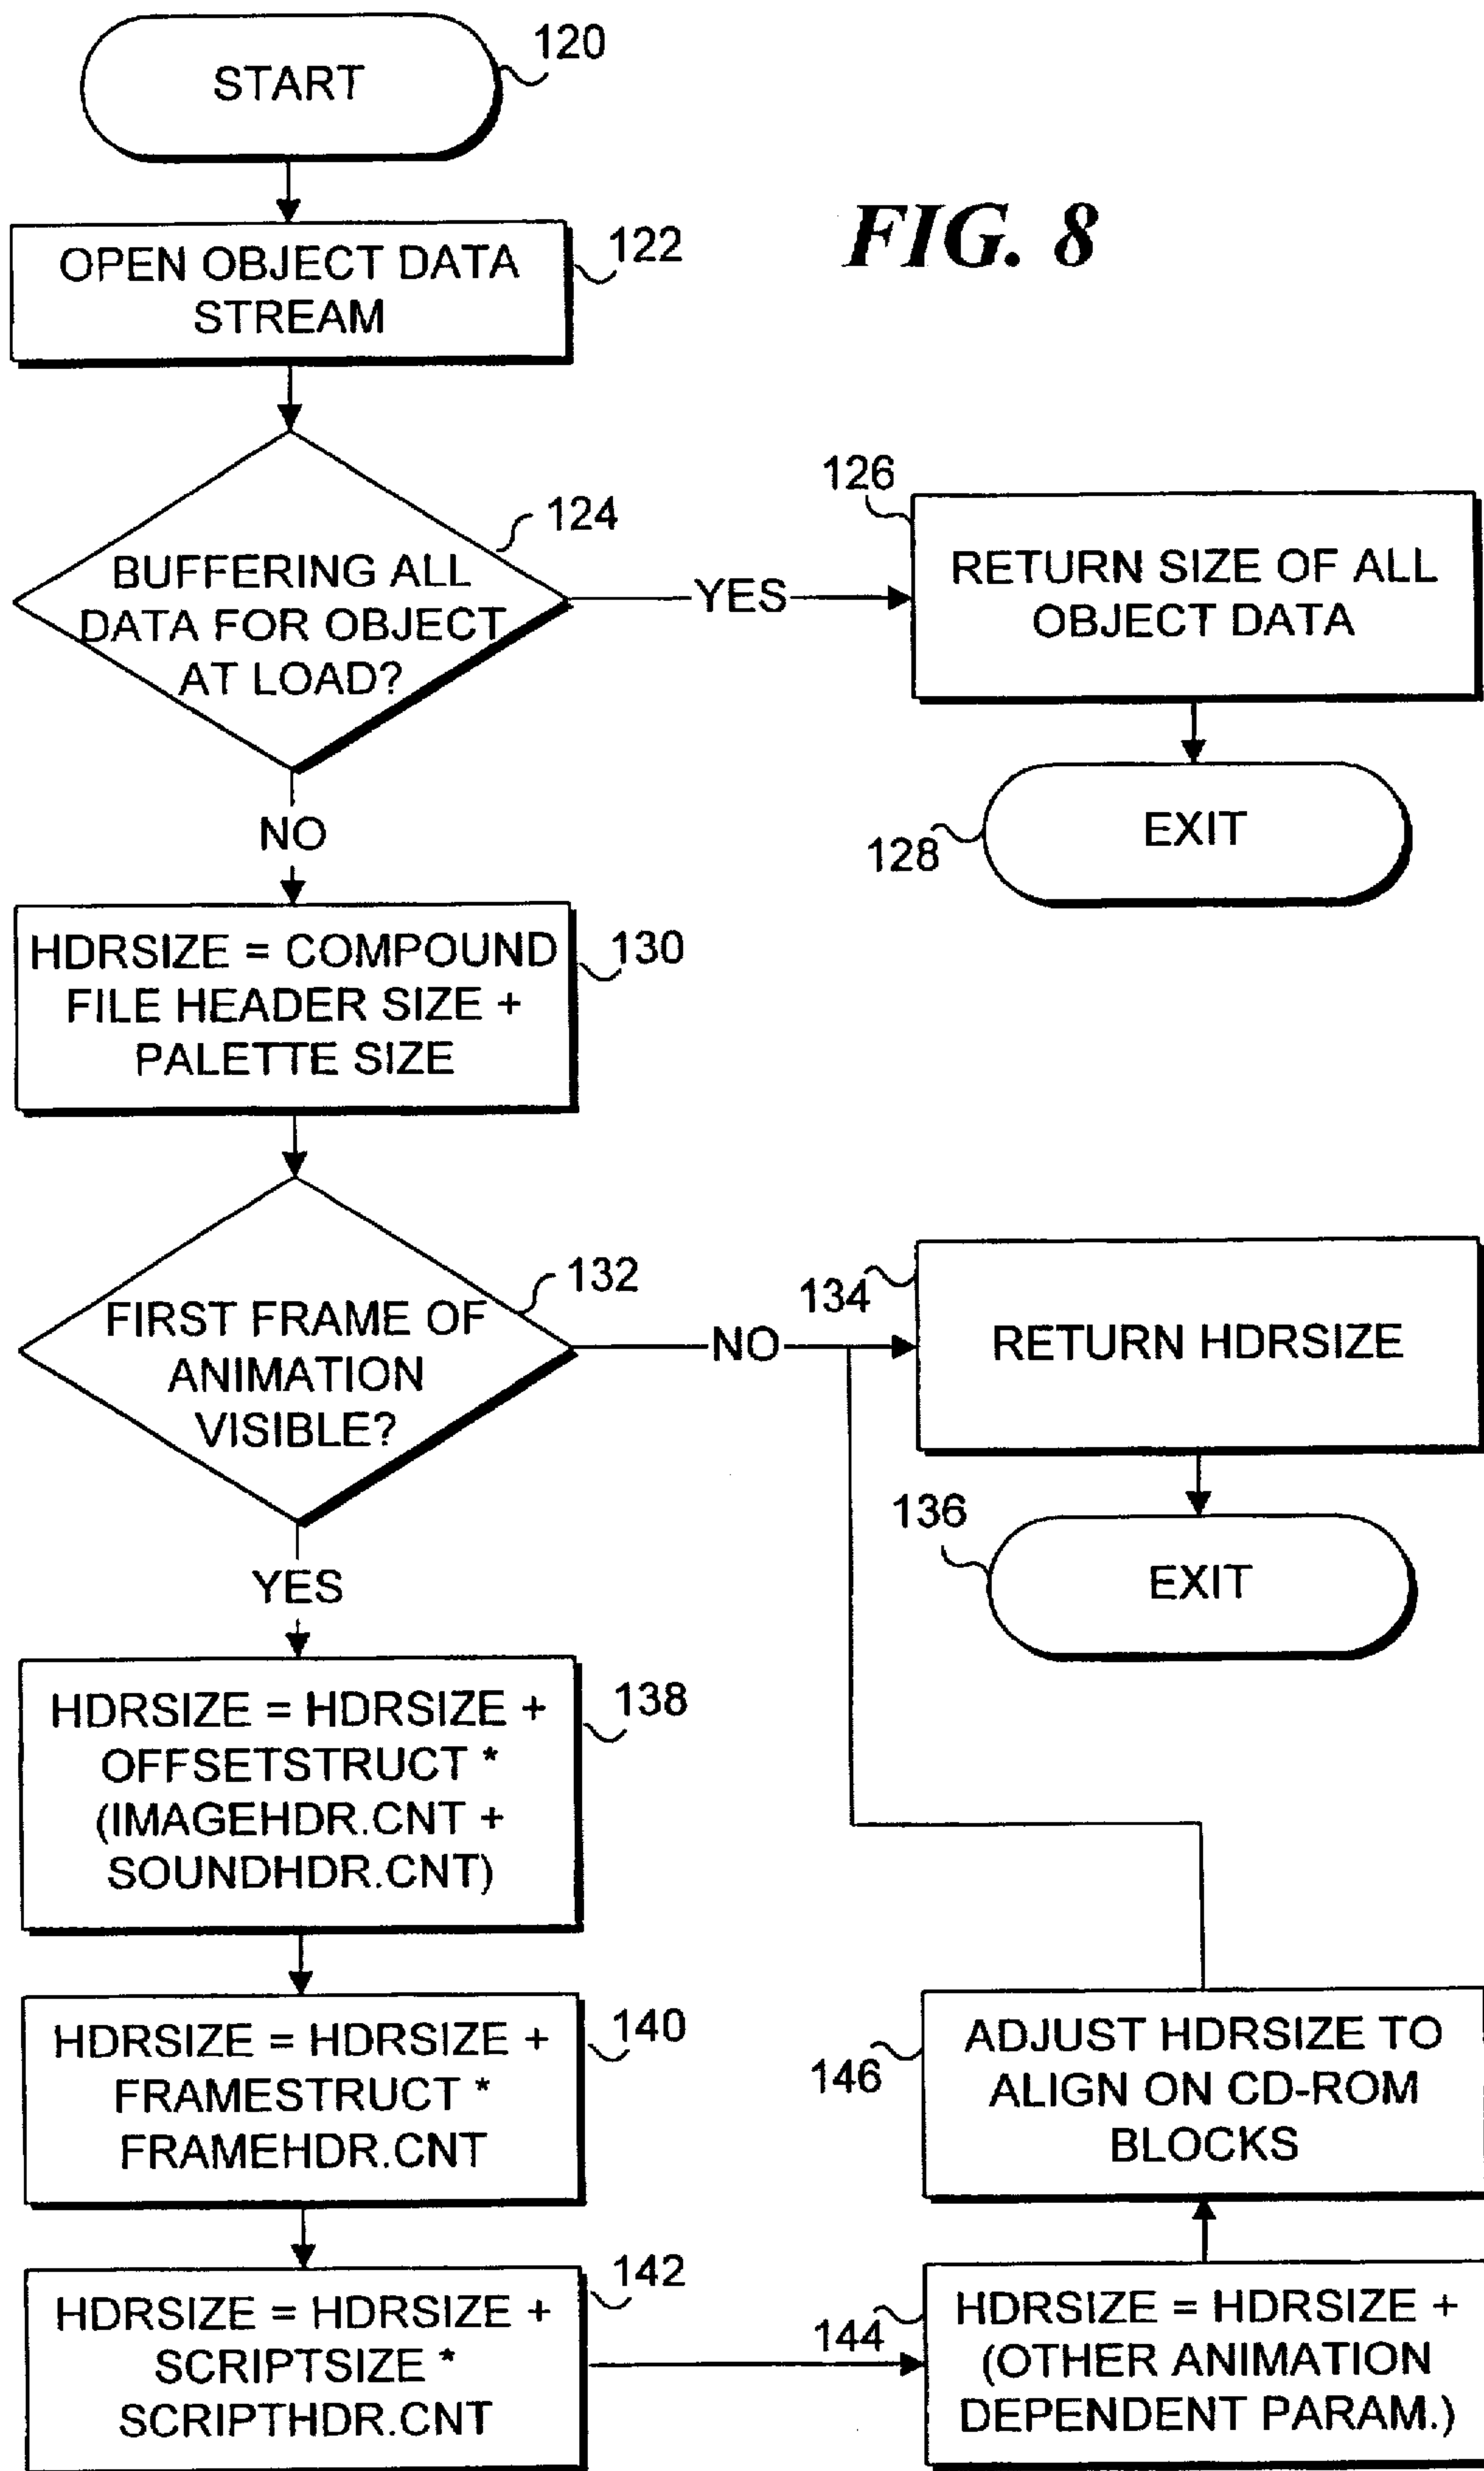 START
120
FIG. 8
OPEN OBJECT DATA
STREAM
122
BUFFERING ALL
DATA FOR OBJECT
AT LOAD?
124
YES
126
RETURN SIZE OF ALL
OBJECT DATA
128
EXIT
NO
HDRSIZE = COMPOUND
FILE HEADER SIZE +
PALETTE SIZE
130
FIRST FRAME OF
ANIMATION
VISIBLE?
132
NO
134
RETURN HDRSIZE
136
EXIT
YES
HDRSIZE = HDRSIZE +
OFFSETSTRUCT *
(IMAGEHDR.CNT +
SOUNDHDR.CNT)
138
HDRSIZE = HDRSIZE +
FRAMESTRUCT *
FRAMEHDR.CNT
140
HDRSIZE = HDRSIZE +
SCRIPTSIZE *
SCRIPTHDR.CNT
142
144
HDRSIZE = HDRSIZE +
(OTHER ANIMATION
DEPENDENT PARAM.)
146
ADJUST HDRSIZE TO
ALIGN ON CD-ROM
BLOCKS